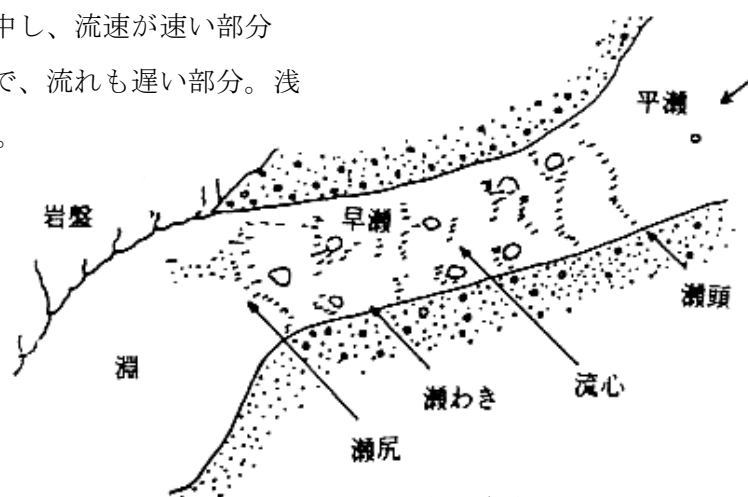 中し、流速が速い部分
で、流れも遅い部分。浅
。
平瀬
岩盤
早瀬
瀬頭
淵
流心
瀬わき
瀬尻